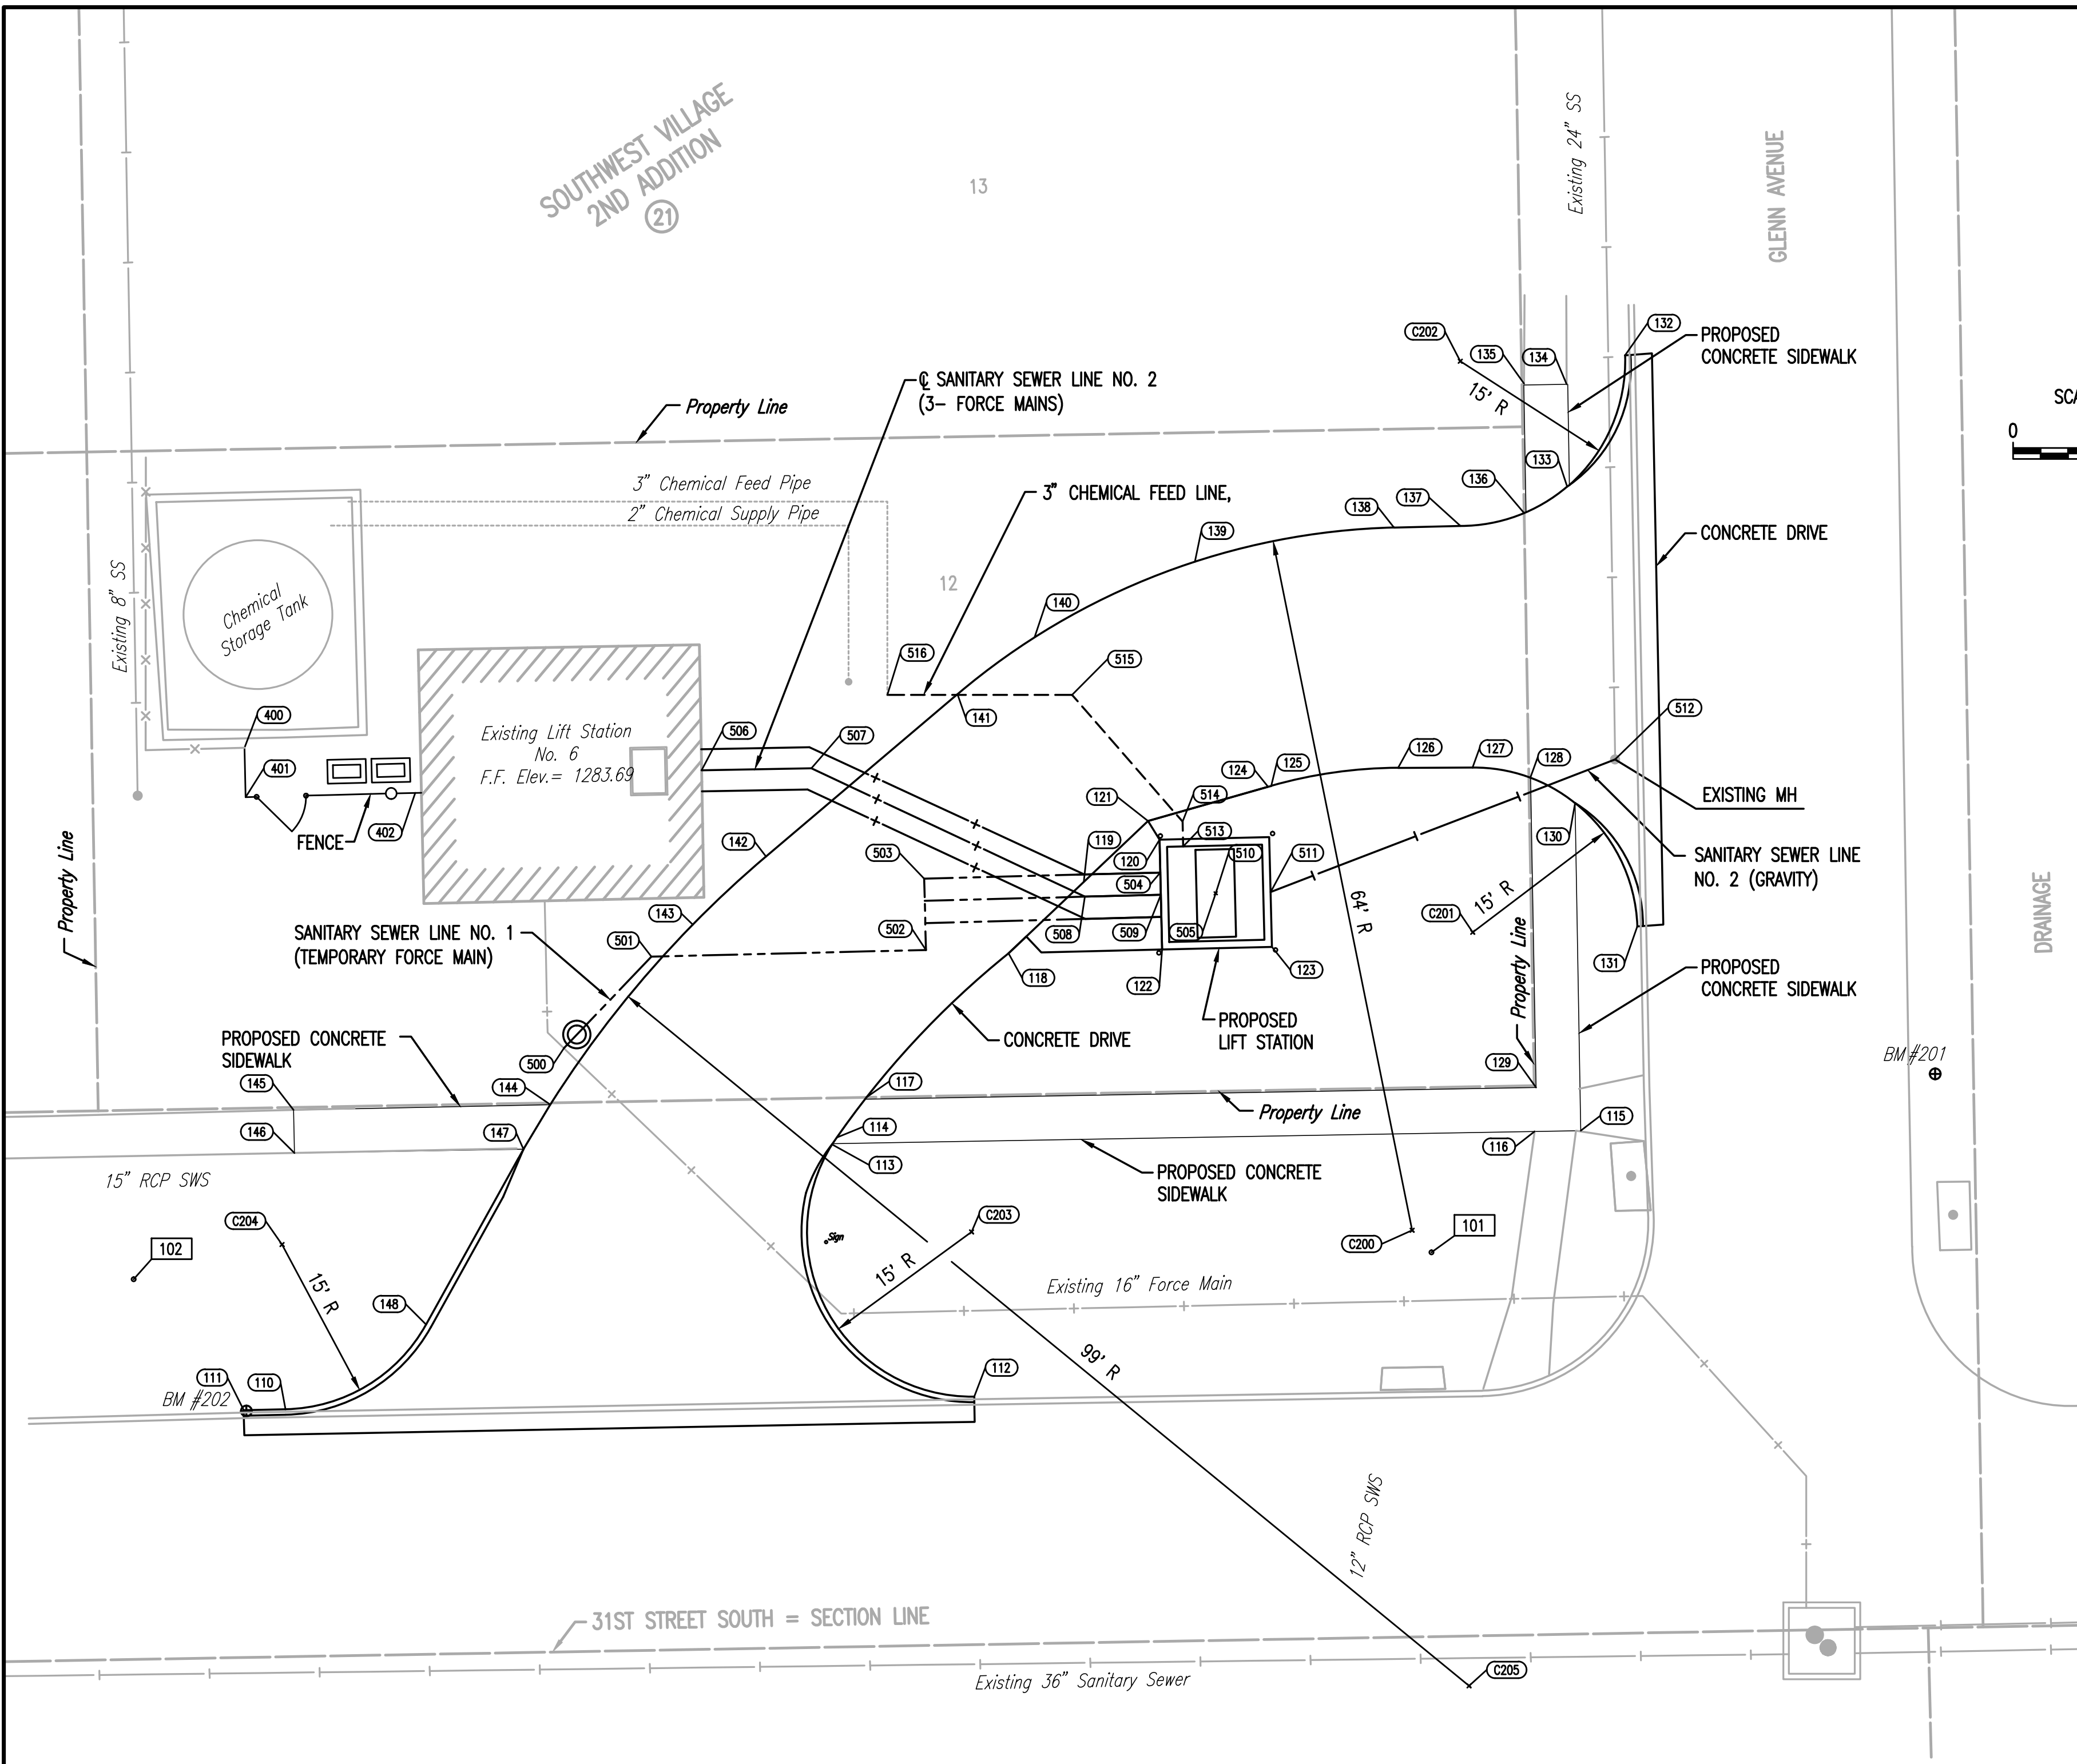 SOUTHWEST VILLAGE
2ND ADDITION
21
13
Existing 24" SS
GLENN AVENUE
C202
135
134
132
PROPOSED
CONCRETE SIDEWALK
15' R
SCA
0
℄ SANITARY SEWER LINE NO. 2
(3- FORCE MAINS)
Property Line
133
136
137
138
139
3" Chemical Feed Pipe
2" Chemical Supply Pipe
3" CHEMICAL FEED LINE,
CONCRETE DRIVE
12
140
Existing 8" SS
Chemical
Storage Tank
516
515
141
400
401
402
FENCE
Existing Lift Station
No. 6
F.F. Elev.= 1283.69
506
507
512
124
125
126
127
128
121
514
513
EXISTING MH
142
119
120
503
504
510
511
130
SANITARY SEWER LINE
NO. 2 (GRAVITY)
Property Line
143
501
502
508
509
505
64' R
C201
15' R
131
DRAINAGE
SANITARY SEWER LINE NO. 1
(TEMPORARY FORCE MAIN)
118
122
123
Property Line
PROPOSED
CONCRETE SIDEWALK
PROPOSED CONCRETE
SIDEWALK
500
CONCRETE DRIVE
PROPOSED
LIFT STATION
BM #201
145
144
117
129
146
147
114
Property Line
116
115
113
15" RCP SWS
PROPOSED CONCRETE
SIDEWALK
C204
102
Sign
C203
C200
101
15' R
15' R
148
Existing 16" Force Main
99' R
111
110
BM #202
112
12" RCP SWS
31ST STREET SOUTH = SECTION LINE
Existing 36" Sanitary Sewer
C205